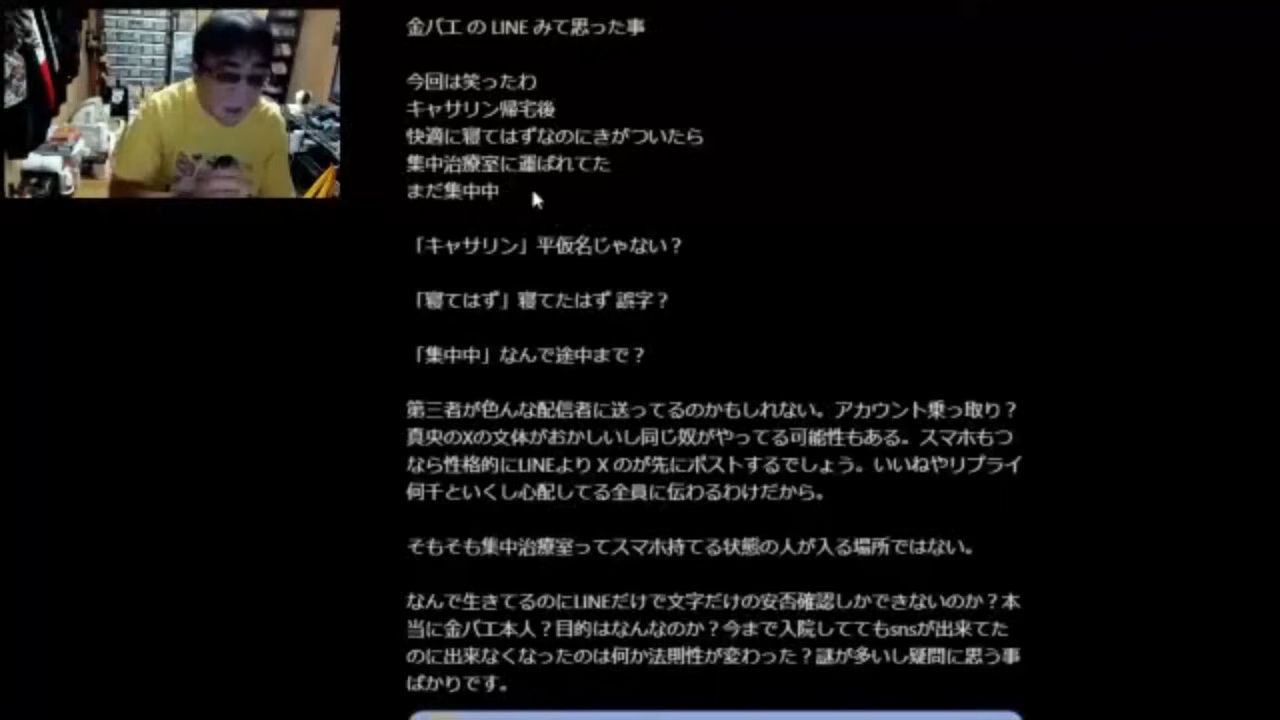 金バエ の LINE みて思った事
今回は笑ったわ
キャサリン帰宅後
快適に寝てはずなのにきがついたら
集中治療室に運ばれてた
まだ集中中
「キャサリン」平仮名じゃない？
「寝てはず」寝てたはず 誤字？
「集中中」なんで途中まで？
第三者が色んな配信者に送ってるのかもしれない。アカウント乗っ取り？
真央のXの文体がおかしいし同じ奴がやってる可能性もある。スマホもつ
なら性格的にLINEより X のが先にポストするでしょう。いいねやリプライ
何千といくし心配してる全員に伝わるわけだから。
そもそも集中治療室ってスマホ持てる状態の人が入る場所ではない。
なんで生きてるのにLINEだけで文字だけの安否確認しかできないのか？本
当に金バエ本人？目的はなんなのか？今まで入院しててもsnsが出来てた
のに出来なくなったのは何か法則性が変わった？謎が多いし疑問に思う事
ばかりです。